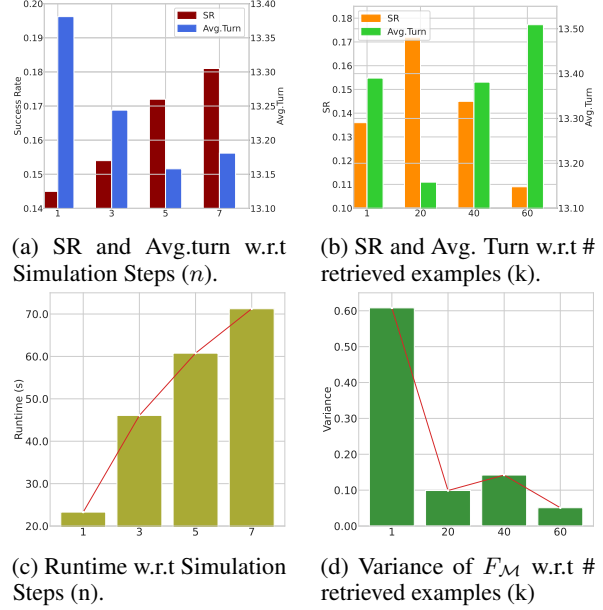 0.20
0.19
0.18
0.17
0.16
0.15
0.14
Success Rate
SR
Avg.Turn
13.40
13.35
13.30
13.25
13.20
13.15
13.10
Avg.Turn
1 3 5 7
(a) SR and Avg.turn w.r.t
Simulation Steps (n).
0.18
0.17
0.16
0.15
0.14
0.13
0.12
0.11
0.10
SR
SR
Avg.Turn
13.50
13.40
13.30
13.20
13.10
Avg.Turn
1 20 40 60
(b) SR and Avg. Turn w.r.t #
retrieved examples (k).
70.0
60.0
50.0
40.0
30.0
20.0
Runtime (s)
1 3 5 7
(c) Runtime w.r.t Simulation
Steps (n).
0.60
0.50
0.40
0.30
0.20
0.10
0.00
Variance
1 20 40 60
(d) Variance of F_ℳ w.r.t #
retrieved examples (k)